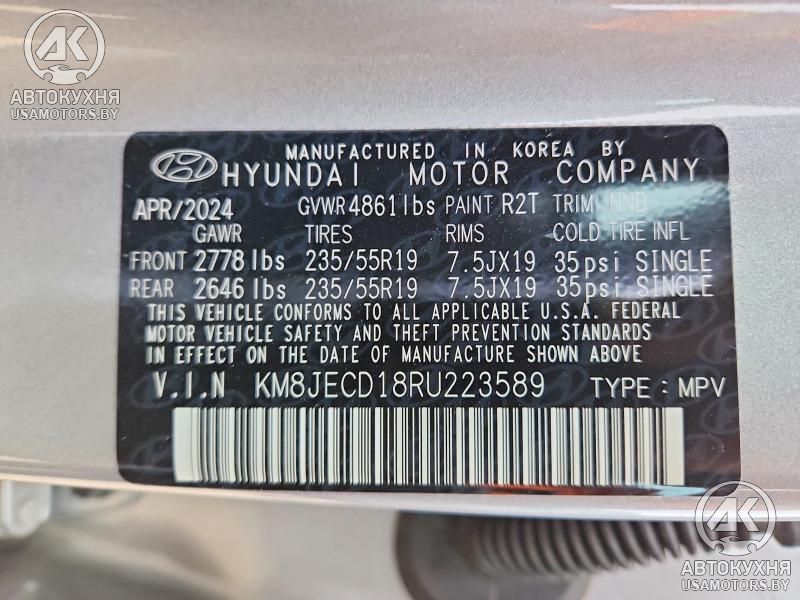 AK
АВТОКУХНЯ
USAMOTORS.BY
MANUFACTURED IN KOREA BY
HYUNDAI MOTOR COMPANY
APR/2024 GVWR 4861lbs PAINT R2T TRIM NNB
GAWR TIRES RIMS COLD TIRE INFL
FRONT 2778 lbs 235/55R19 7.5JX19 35psi SINGLE
REAR 2646 lbs 235/55R19 7.5JX19 35psi SINGLE
THIS VEHICLE CONFORMS TO ALL APPLICABLE U.S.A. FEDERAL
MOTOR VEHICLE SAFETY AND THEFT PREVENTION STANDARDS
IN EFFECT ON THE DATE OF MANUFACTURE SHOWN ABOVE
V.I.N KM8JECD18RU223589 TYPE : MPV
AK
АВТОКУХНЯ
USAMOTORS.BY